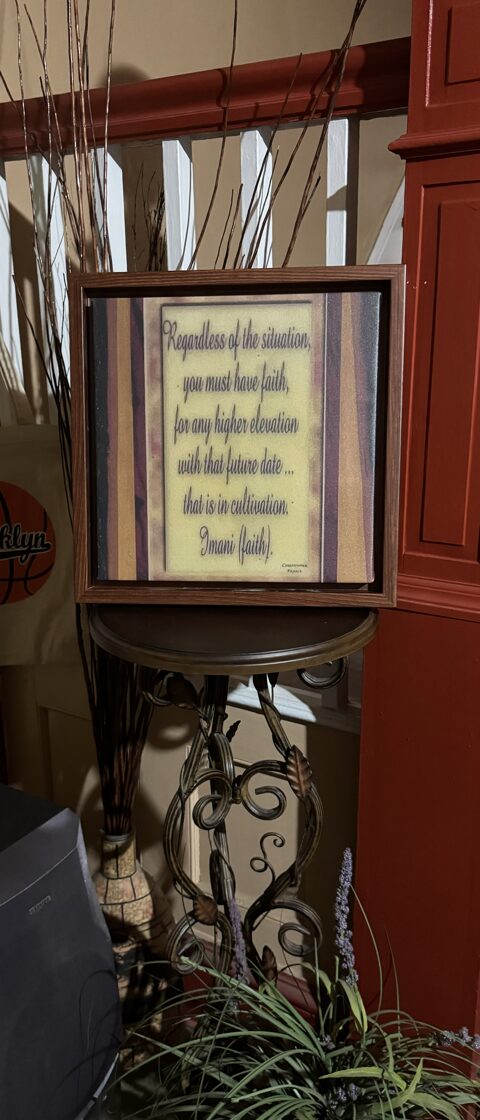 Regardless of the situation,
you must have faith,
for any higher elevation
with that future date ...
that is in cultivation.
Imani (faith).
klyn